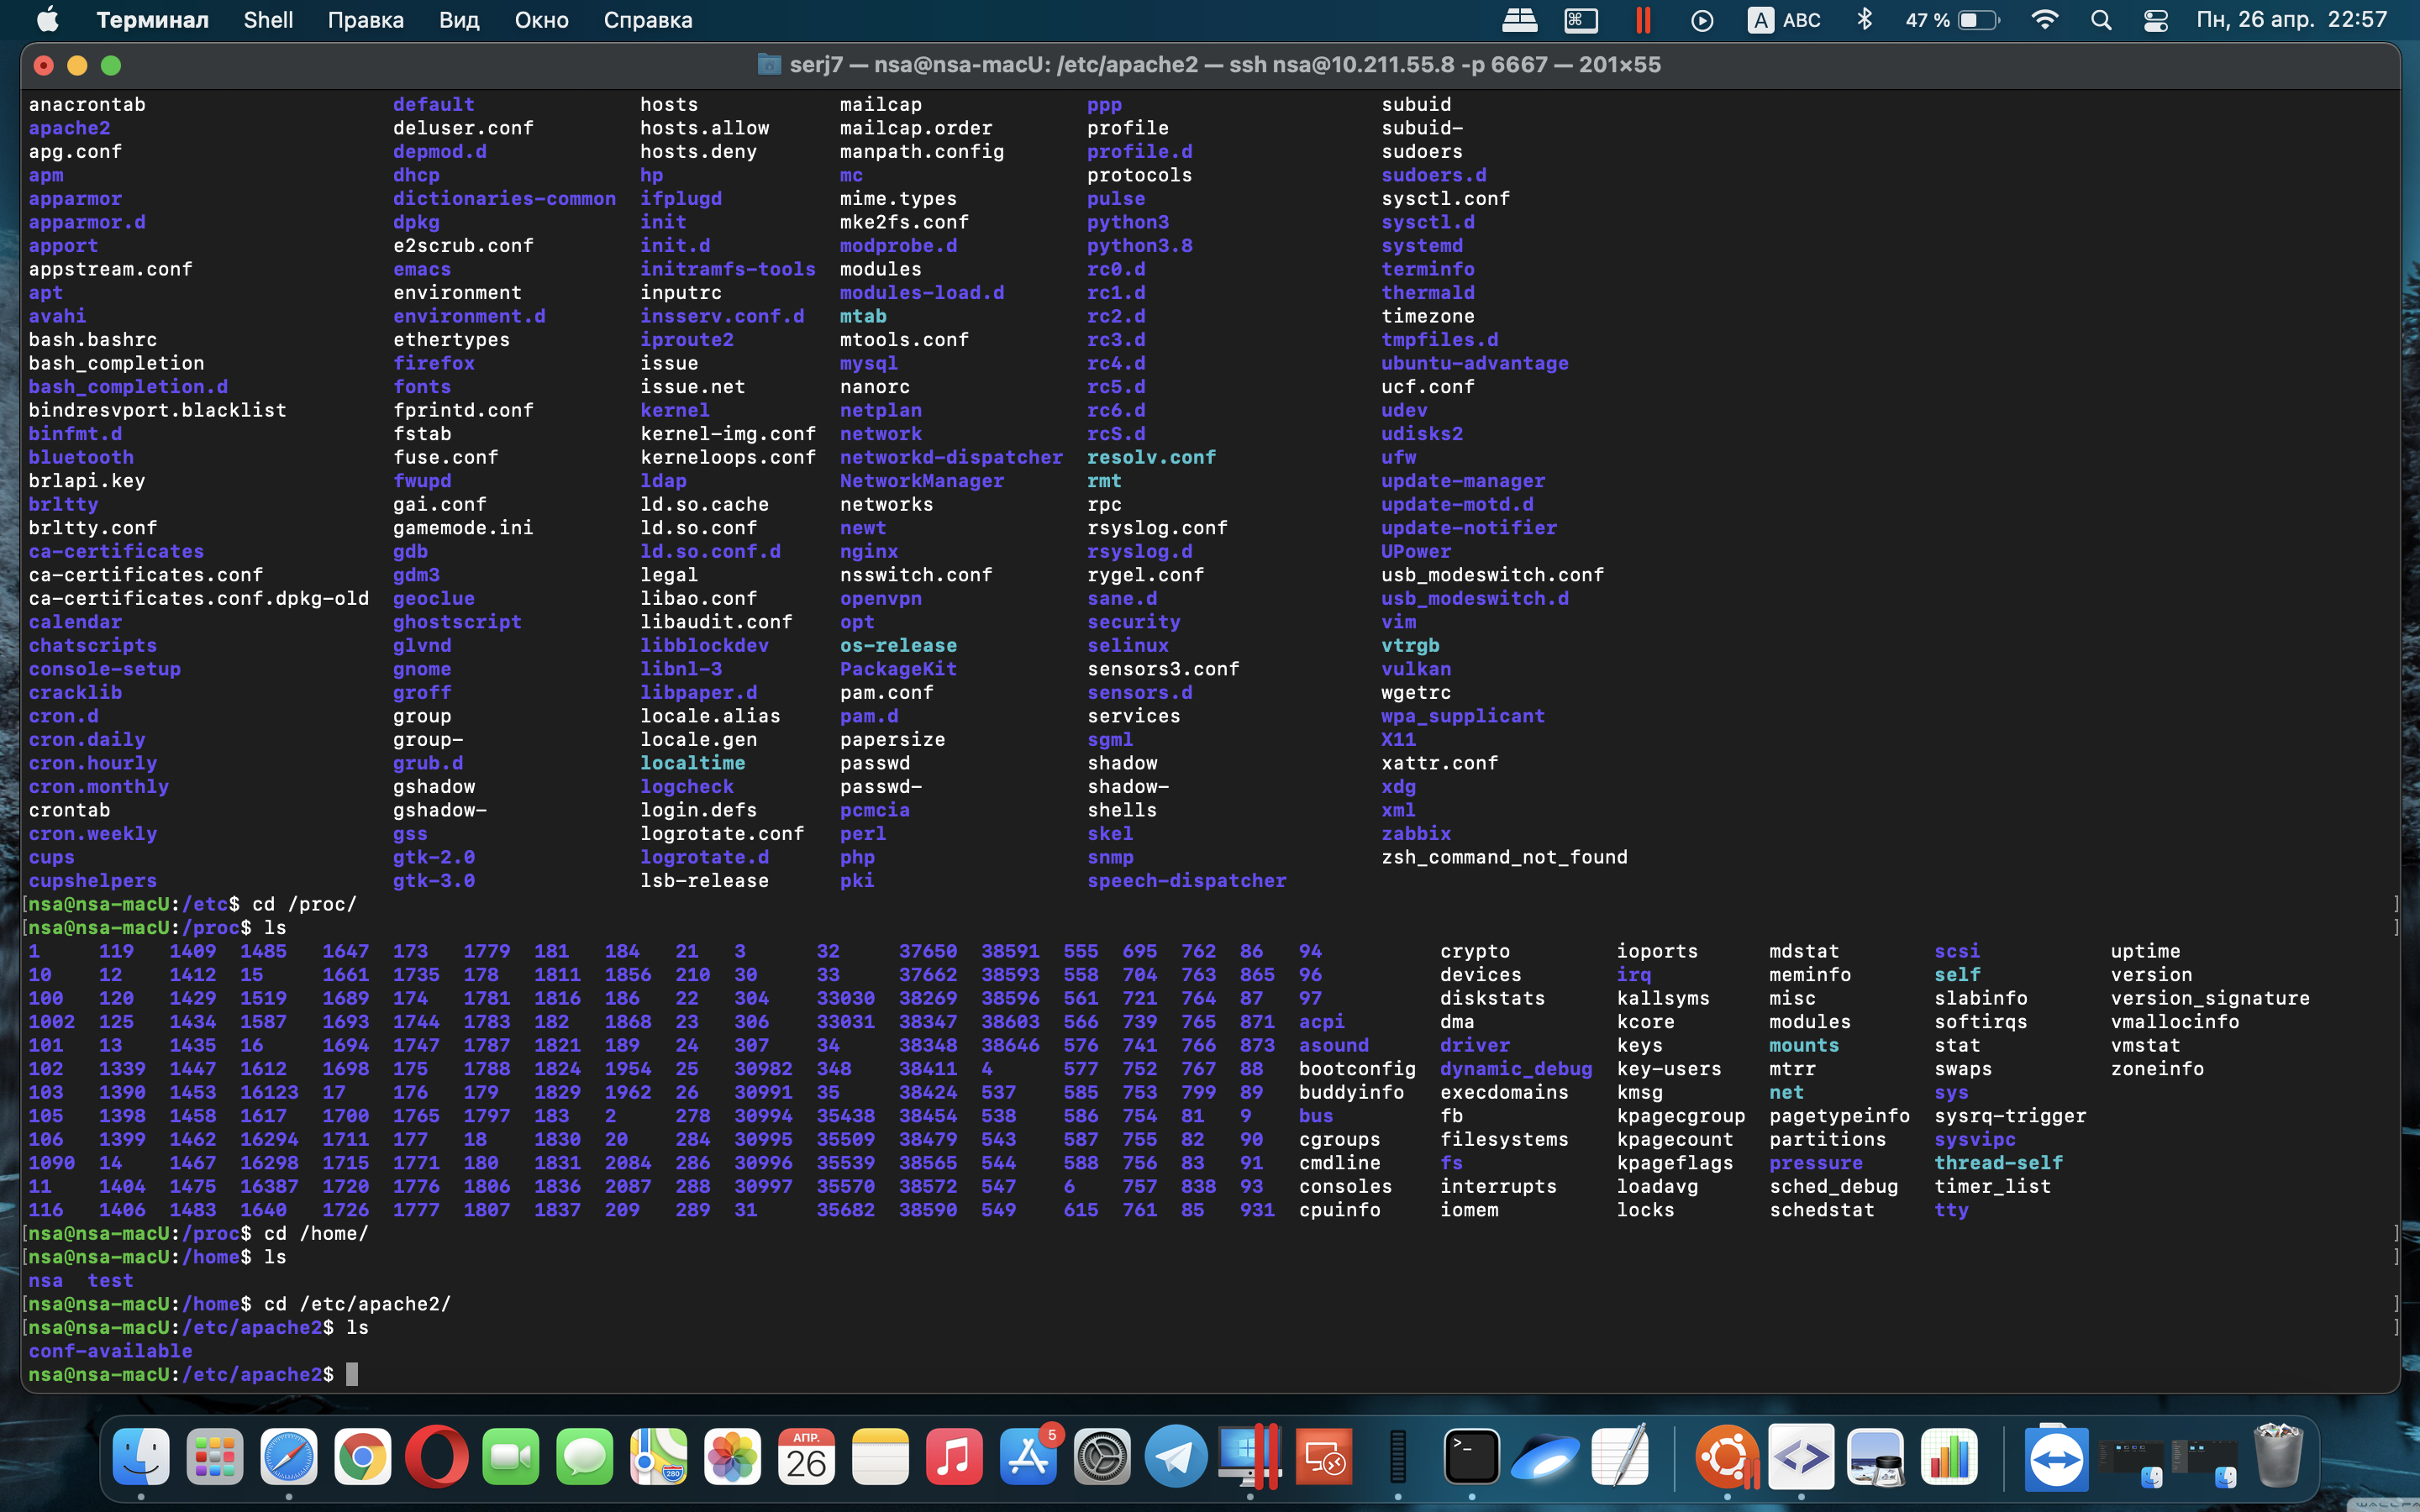 Терминал Shell Правка Вид Окно Справка ABC 47 % Пн, 26 апр. 22:57
serj7 — nsa@nsa-macU: /etc/apache2 — ssh nsa@10.211.55.8 -p 6667 — 201×55
anacrontab default hosts mailcap ppp subuid
apache2 deluser.conf hosts.allow mailcap.order profile subuid-
apg.conf depmod.d hosts.deny manpath.config profile.d sudoers
apm dhcp hp mc protocols sudoers.d
apparmor dictionaries-common ifplugd mime.types pulse sysctl.conf
apparmor.d dpkg init mke2fs.conf python3 sysctl.d
apport e2scrub.conf init.d modprobe.d python3.8 systemd
appstream.conf emacs initramfs-tools modules rc0.d terminfo
apt environment inputrc modules-load.d rc1.d thermald
avahi environment.d insserv.conf.d mtab rc2.d timezone
bash.bashrc ethertypes iproute2 mtools.conf rc3.d tmpfiles.d
bash_completion firefox issue mysql rc4.d ubuntu-advantage
bash_completion.d fonts issue.net nanorc rc5.d ucf.conf
bindresvport.blacklist fprintd.conf kernel netplan rc6.d udev
binfmt.d fstab kernel-img.conf network rcS.d udisks2
bluetooth fuse.conf kerneloops.conf networkd-dispatcher resolv.conf ufw
brlapi.key fwupd ldap NetworkManager rmt update-manager
brltty gai.conf ld.so.cache networks rpc update-motd.d
brltty.conf gamemode.ini ld.so.conf newt rsyslog.conf update-notifier
ca-certificates gdb ld.so.conf.d nginx rsyslog.d UPower
ca-certificates.conf gdm3 legal nsswitch.conf rygel.conf usb_modeswitch.conf
ca-certificates.conf.dpkg-old geoclue libao.conf openvpn sane.d usb_modeswitch.d
calendar ghostscript libaudit.conf opt security vim
chatscripts glvnd libblockdev os-release selinux vtrgb
console-setup gnome libnl-3 PackageKit sensors3.conf vulkan
cracklib groff libpaper.d pam.conf sensors.d wgetrc
cron.d group locale.alias pam.d services wpa_supplicant
cron.daily group- locale.gen papersize sgml X11
cron.hourly grub.d localtime passwd shadow xattr.conf
cron.monthly gshadow logcheck passwd- shadow- xdg
crontab gshadow- login.defs pcmcia shells xml
cron.weekly gss logrotate.conf perl skel zabbix
cups gtk-2.0 logrotate.d php snmp zsh_command_not_found
cupshelpers gtk-3.0 lsb-release pki speech-dispatcher
[nsa@nsa-macU:/etc$ cd /proc/ ]
[nsa@nsa-macU:/proc$ ls ]
1 119 1409 1485 1647 173 1779 181 184 21 3 32 37650 38591 555 695 762 86 94 crypto ioports mdstat scsi uptime
10 12 1412 15 1661 1735 178 1811 1856 210 30 33 37662 38593 558 704 763 865 96 devices irq meminfo self version
100 120 1429 1519 1689 174 1781 1816 186 22 304 33030 38269 38596 561 721 764 87 97 diskstats kallsyms misc slabinfo version_signature
1002 125 1434 1587 1693 1744 1783 182 1868 23 306 33031 38347 38603 566 739 765 871 acpi dma kcore modules softirqs vmallocinfo
101 13 1435 16 1694 1747 1787 1821 189 24 307 34 38348 38646 576 741 766 873 asound driver keys mounts stat vmstat
102 1339 1447 1612 1698 175 1788 1824 1954 25 30982 348 38411 4 577 752 767 88 bootconfig dynamic_debug key-users mtrr swaps zoneinfo
103 1390 1453 16123 17 176 179 1829 1962 26 30991 35 38424 537 585 753 799 89 buddyinfo execdomains kmsg net sys
105 1398 1458 1617 1700 1765 1797 183 2 278 30994 35438 38454 538 586 754 81 9 bus fb kpagecgroup pagetypeinfo sysrq-trigger
106 1399 1462 16294 1711 177 18 1830 20 284 30995 35509 38479 543 587 755 82 90 cgroups filesystems kpagecount partitions sysvipc
1090 14 1467 16298 1715 1771 180 1831 2084 286 30996 35539 38565 544 588 756 83 91 cmdline fs kpageflags pressure thread-self
11 1404 1475 16387 1720 1776 1806 1836 2087 288 30997 35570 38572 547 6 757 838 93 consoles interrupts loadavg sched_debug timer_list
116 1406 1483 1640 1726 1777 1807 1837 209 289 31 35682 38590 549 615 761 85 931 cpuinfo iomem locks schedstat tty
[nsa@nsa-macU:/proc$ cd /home/ ]
[nsa@nsa-macU:/home$ ls ]
nsa test
[nsa@nsa-macU:/home$ cd /etc/apache2/ ]
[nsa@nsa-macU:/etc/apache2$ ls ]
conf-available
nsa@nsa-macU:/etc/apache2$
АПР.
26
5
280